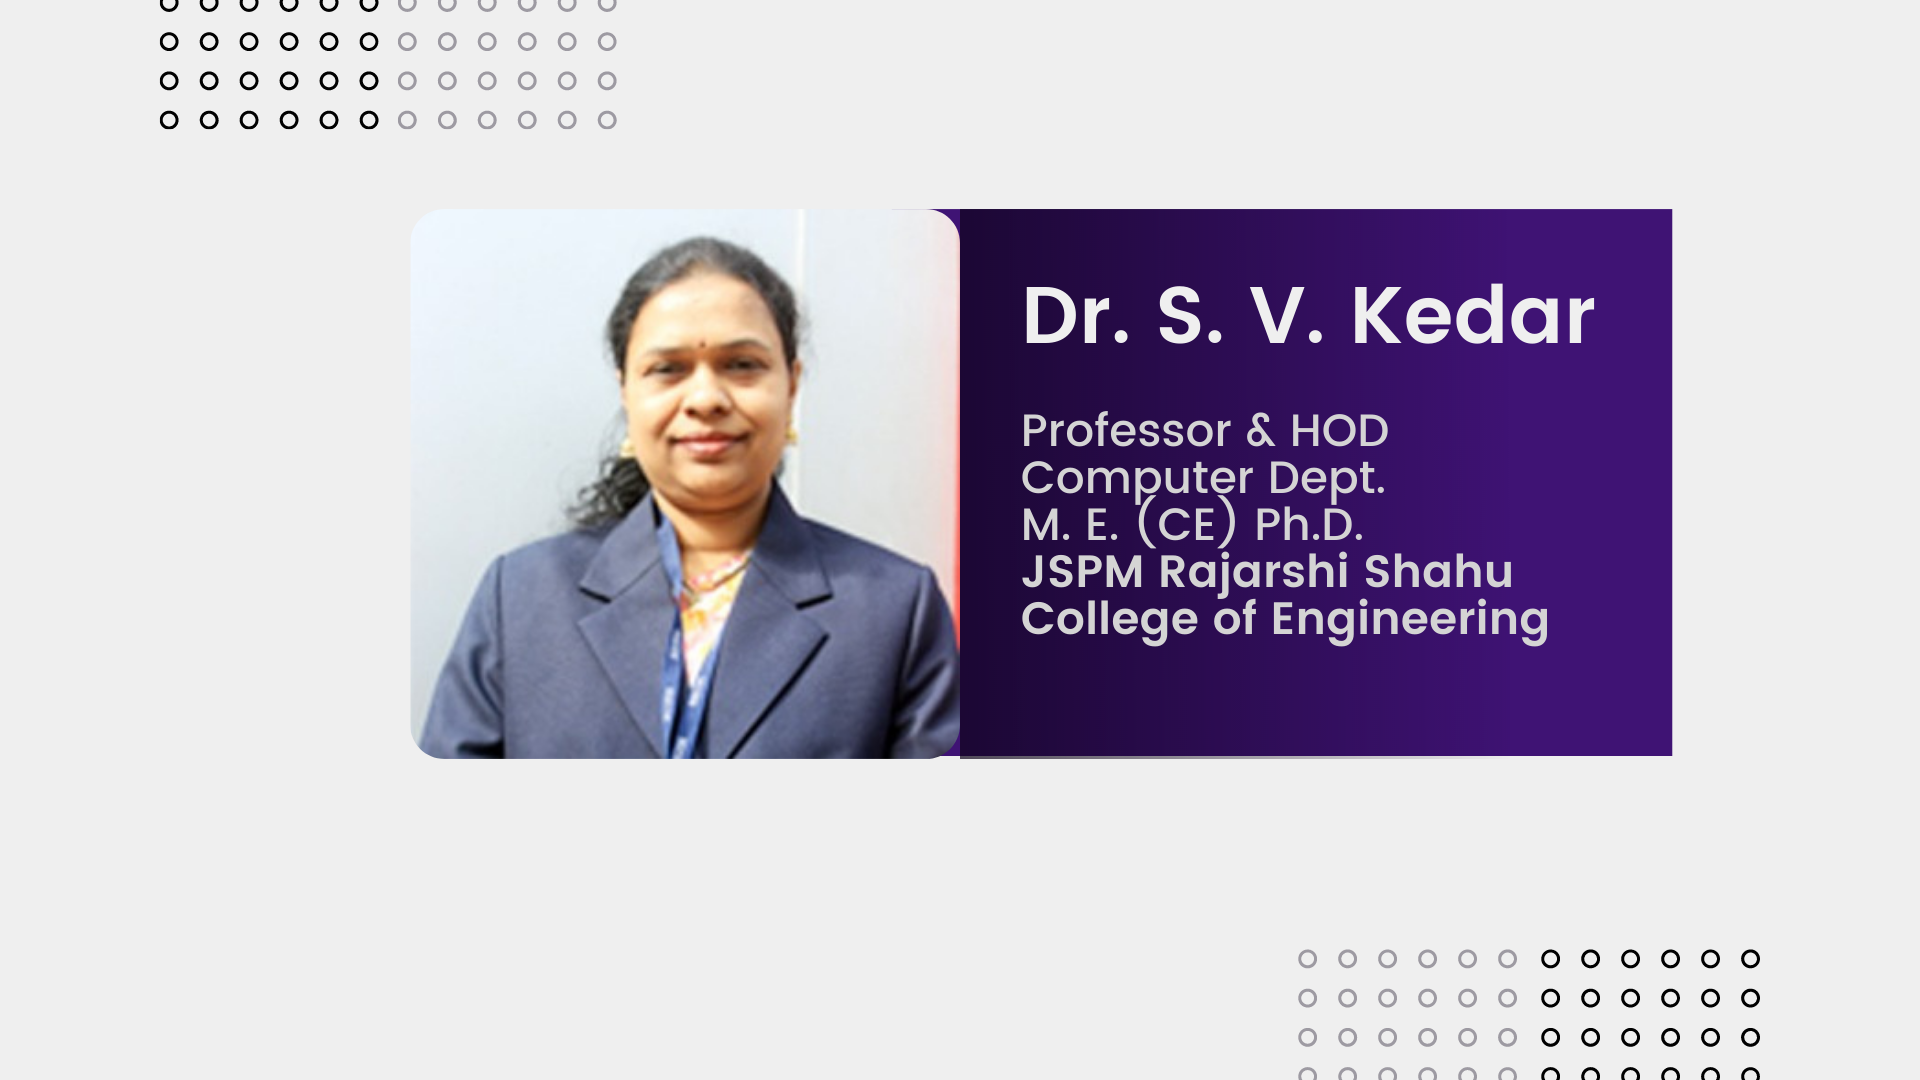 Dr. S. V. Kedar
Professor & HOD
Computer Dept.
M. E. (CE) Ph.D.
JSPM Rajarshi Shahu
College of Engineering